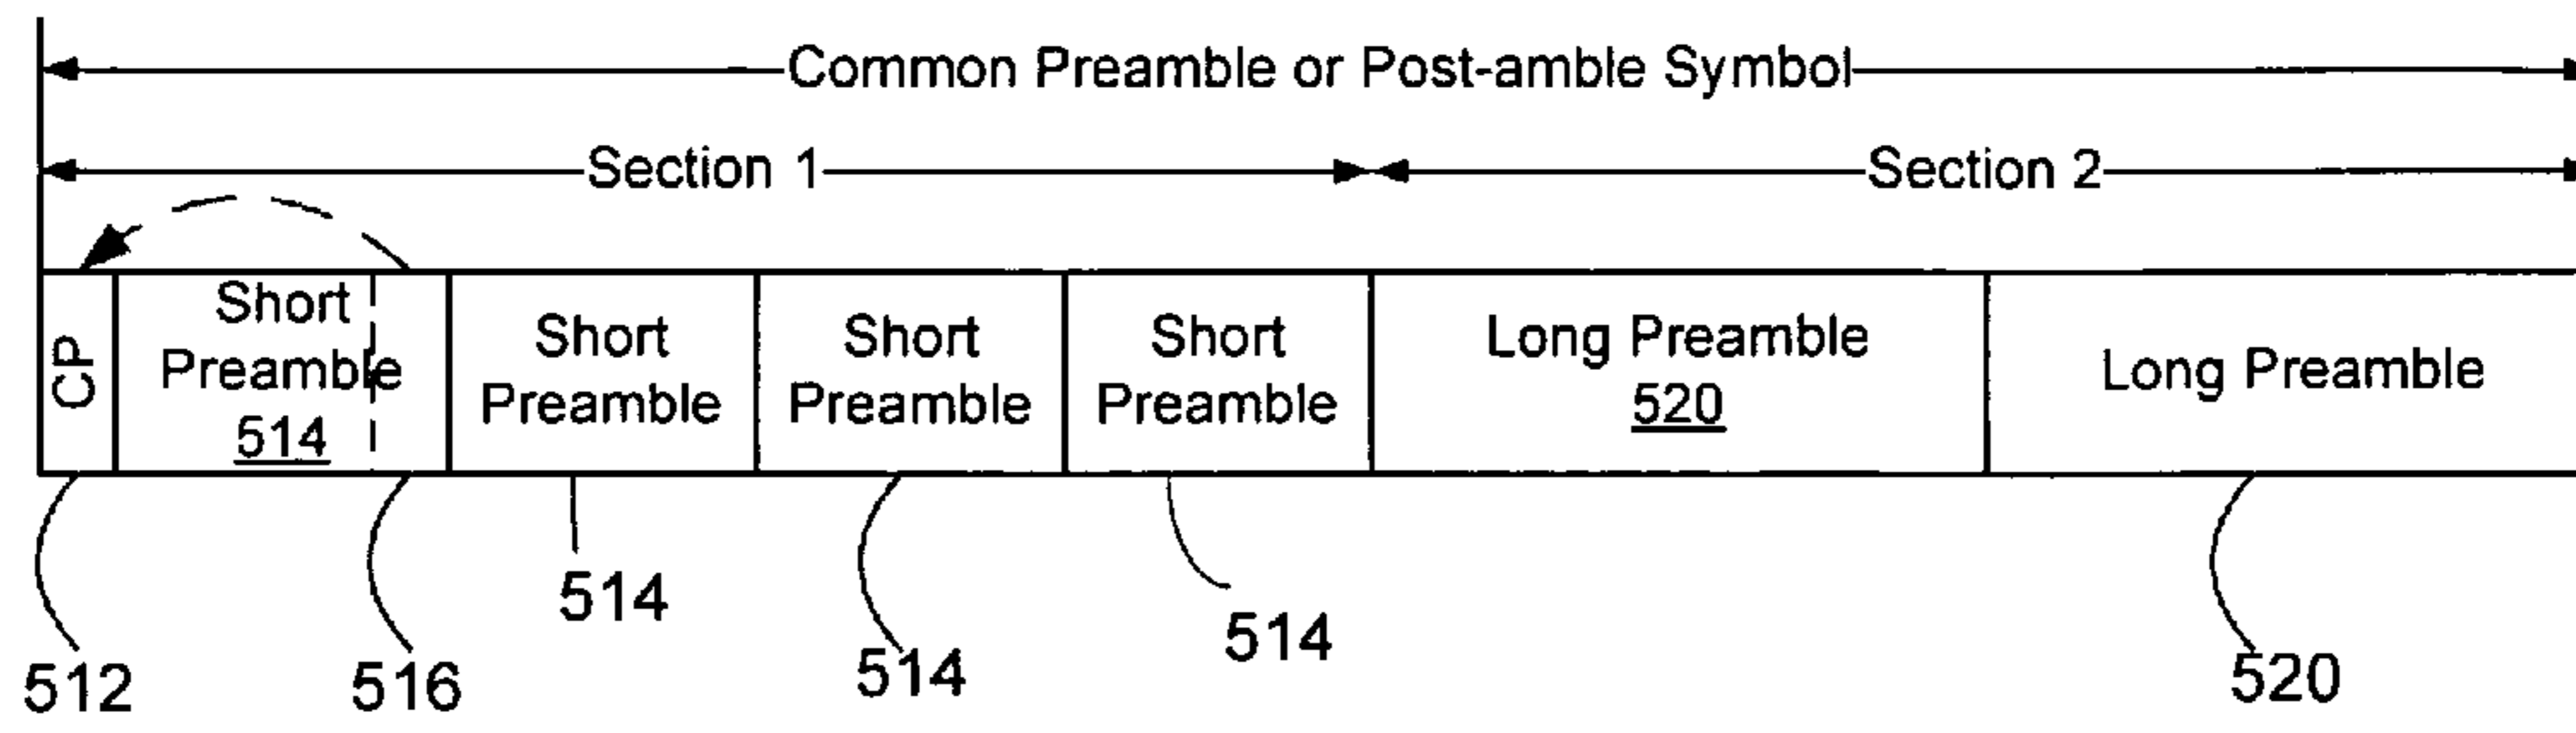 Common Preamble or Post-amble Symbol
Section 1
Section 2
CP
Short
Preamble
514
Short
Preamble
Short
Preamble
Short
Preamble
Long Preamble
520
Long Preamble
512
516
514
514
514
520